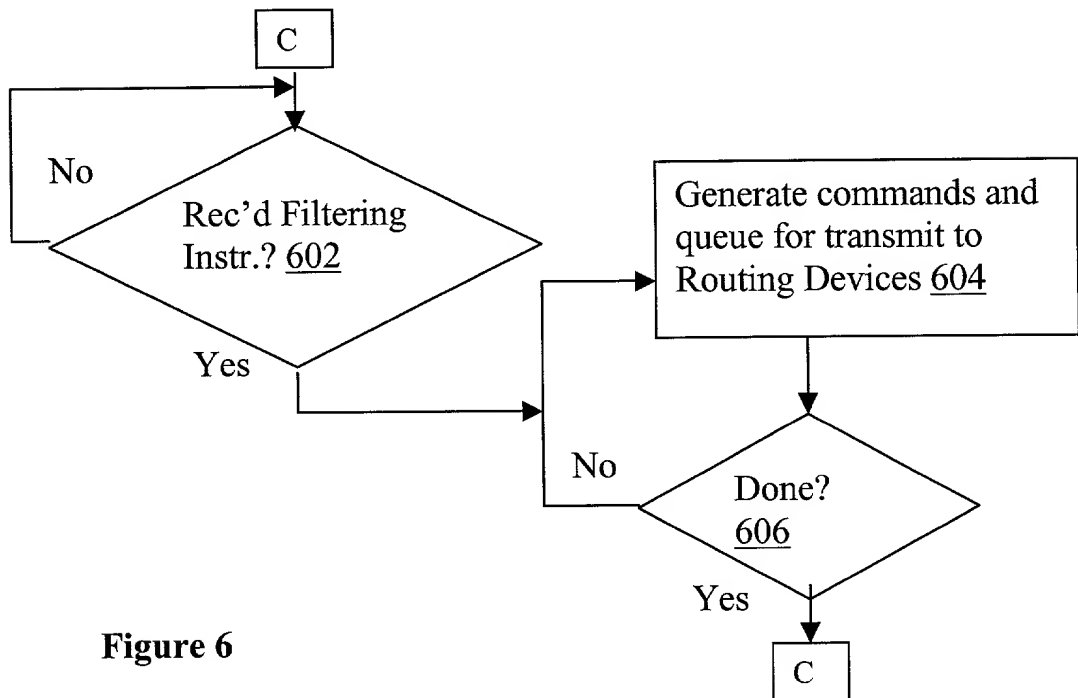 C
No
Rec’d Filtering
Instr.? 602
Yes
Generate commands and
queue for transmit to
Routing Devices 604
No
Done?
606
Yes
C
Figure 6